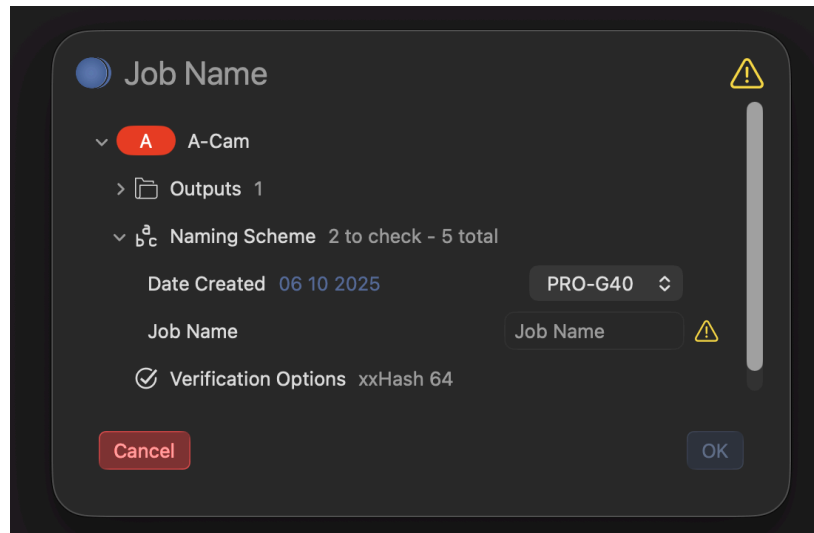 Job Name
A A-Cam
Outputs 1
abc Naming Scheme 2 to check - 5 total
Date Created 06 10 2025 PRO-G40
Job Name Job Name
Verification Options xxHash 64
Cancel OK